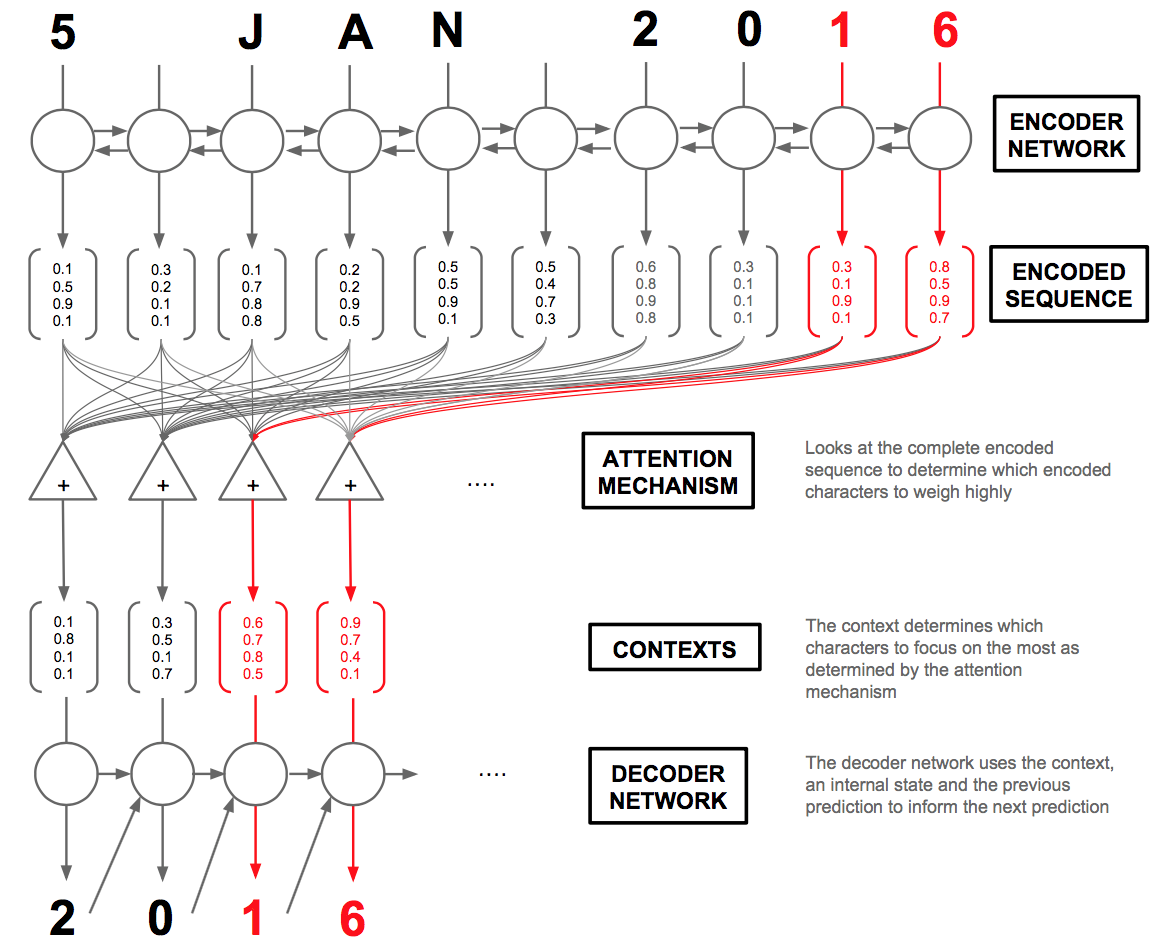 5 J A N 2 0 1 6
ENCODER
NETWORK
0.1 0.3 0.1 0.2 0.5 0.5 0.6 0.3 0.3 0.8
0.5 0.2 0.7 0.2 0.5 0.4 0.8 0.1 0.1 0.5
0.9 0.1 0.8 0.9 0.9 0.7 0.9 0.1 0.9 0.9
0.1 0.1 0.8 0.5 0.1 0.3 0.8 0.1 0.1 0.7
ENCODED
SEQUENCE
+ + + + ....
ATTENTION
MECHANISM
Looks at the complete encoded
sequence to determine which encoded
characters to weigh highly
0.1 0.3 0.6 0.9
0.8 0.5 0.7 0.7
0.1 0.1 0.8 0.4
0.1 0.7 0.5 0.1
CONTEXTS
The context determines which
characters to focus on the most as
determined by the attention
mechanism
....
DECODER
NETWORK
The decoder network uses the context,
an internal state and the previous
prediction to inform the next prediction
2 0 1 6